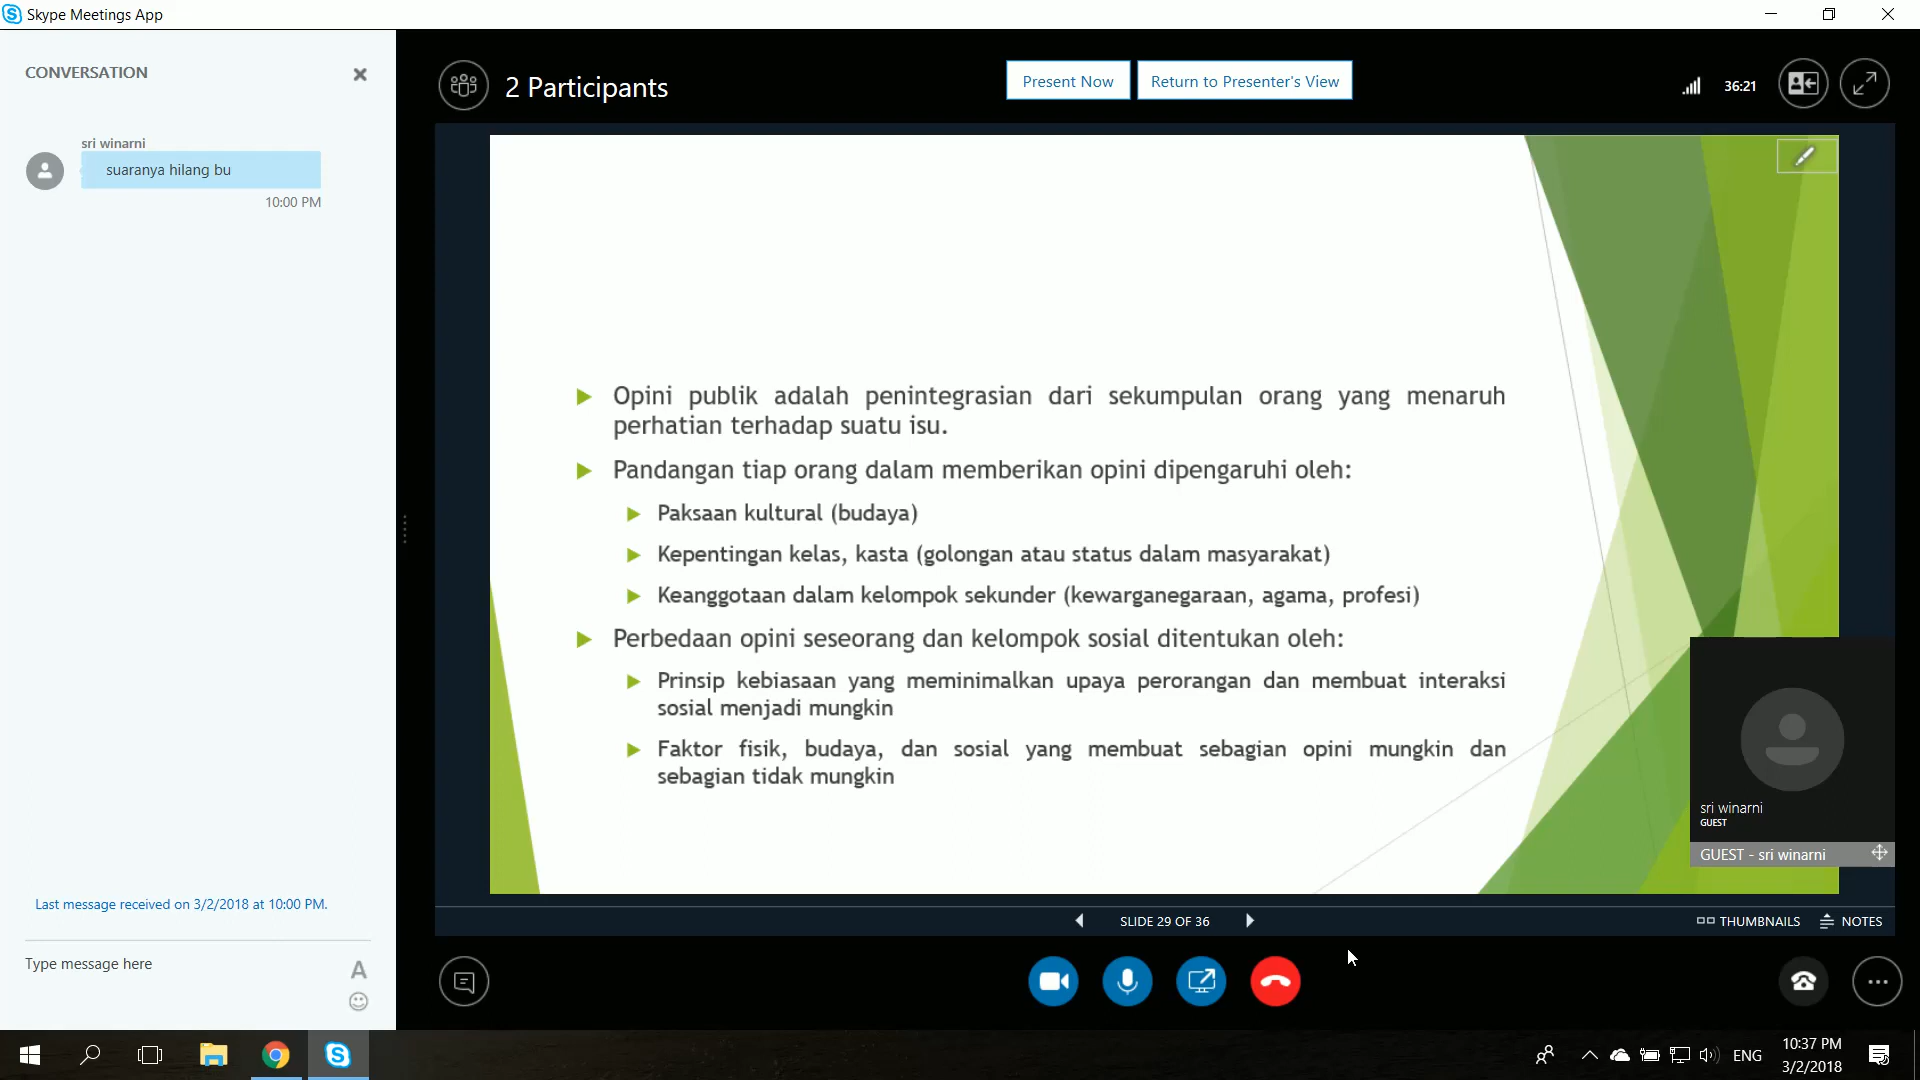 Skype Meetings App
CONVERSATION
sri winarni
suaranya hilang bu
10:00 PM
Last message received on 3/2/2018 at 10:00 PM.
Type message here
A
2 Participants
Present Now
Return to Presenter's View
36:21
Opini publik adalah penintegrasian dari sekumpulan orang yang menaruh
perhatian terhadap suatu isu.
Pandangan tiap orang dalam memberikan opini dipengaruhi oleh:
Paksaan kultural (budaya)
Kepentingan kelas, kasta (golongan atau status dalam masyarakat)
Keanggotaan dalam kelompok sekunder (kewarganegaraan, agama, profesi)
Perbedaan opini seseorang dan kelompok sosial ditentukan oleh:
Prinsip kebiasaan yang meminimalkan upaya perorangan dan membuat interaksi
sosial menjadi mungkin
Faktor fisik, budaya, dan sosial yang membuat sebagian opini mungkin dan
sebagian tidak mungkin
sri winarni
GUEST
GUEST - sri winarni
SLIDE 29 OF 36
THUMBNAILS
NOTES
ENG
10:37 PM
3/2/2018